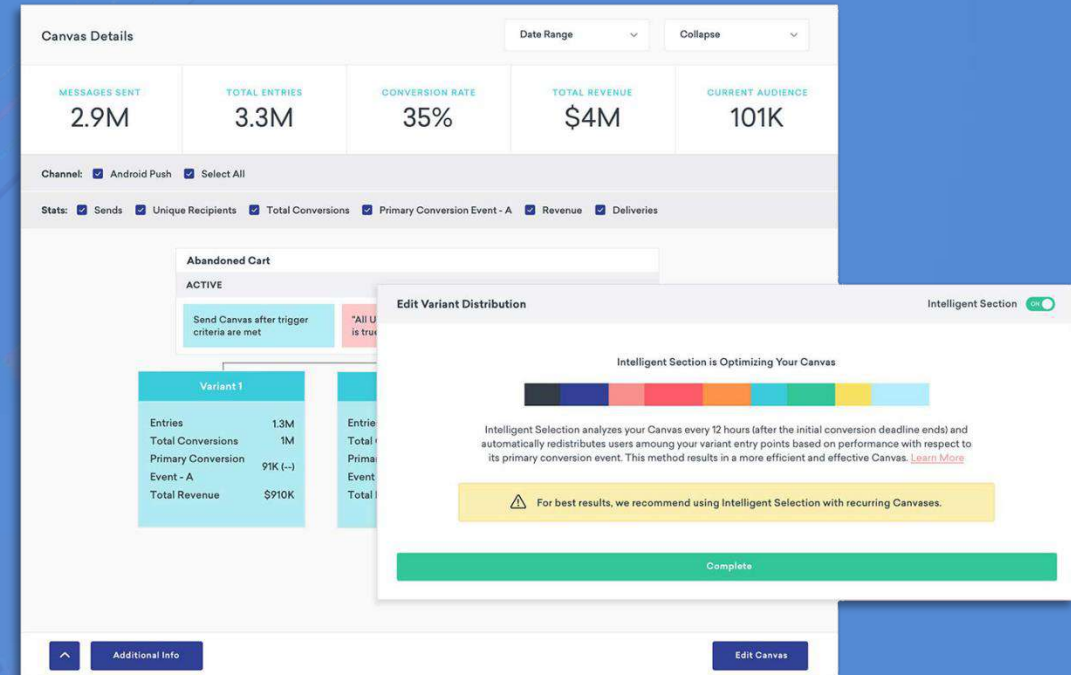 Canvas Details
Date Range
Collapse
MESSAGES SENT
2.9M
TOTAL ENTRIES
3.3M
CONVERSION RATE
35%
TOTAL REVENUE
$4M
CURRENT AUDIENCE
101K
Channel: Android Push Select All
Stats: Sends Unique Recipients Total Conversions Primary Conversion Event - A Revenue Deliveries
Abandoned Cart
ACTIVE
Send Canvas after trigger
criteria are met
"All U
is true
Variant 1
Entries 1.3M
Total Conversions 1M
Primary Conversion
Event - A 91K (--)
Total Revenue $910K
Entrie
Total
Prima
Event
Total
Edit Variant Distribution
Intelligent Section ON
Intelligent Section is Optimizing Your Canvas
Intelligent Selection analyzes your Canvas every 12 hours (after the initial conversion deadline ends) and
automatically redistributes users amoung your variant entry points based on performance with respect to
its primary conversion event. This method results in a more efficient and effective Canvas. Learn More
For best results, we recommend using Intelligent Selection with recurring Canvases.
Complete
Additional Info
Edit Canvas